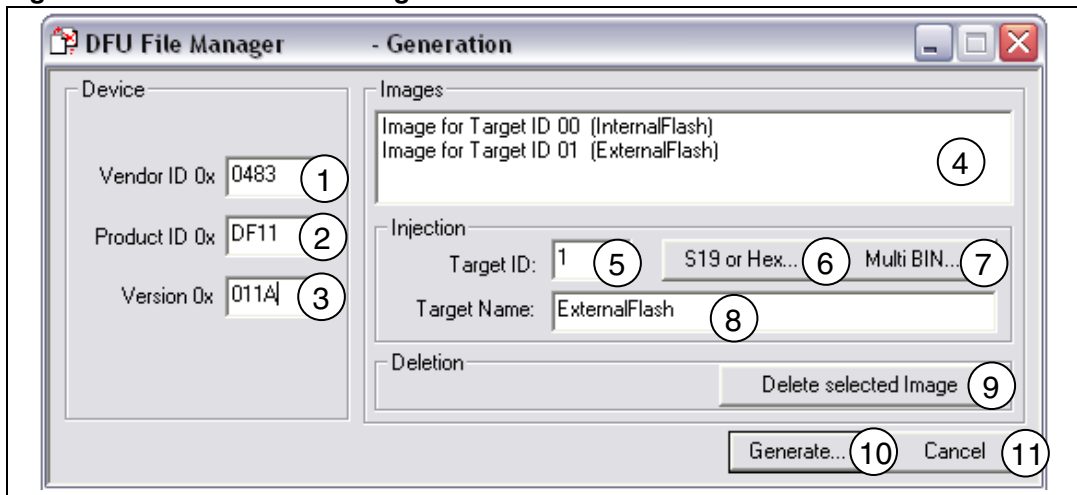 DFU File Manager - Generation
Device
Vendor ID 0x 0483 1
Product ID 0x DF11 2
Version 0x 011A 3
Images
Image for Target ID 00 (InternalFlash)
Image for Target ID 01 (ExternalFlash)
4
Injection
Target ID: 1 5 S19 or Hex... 6 Multi BIN... 7
Target Name: ExternalFlash 8
Deletion
Delete selected Image 9
Generate... 10 Cancel 11